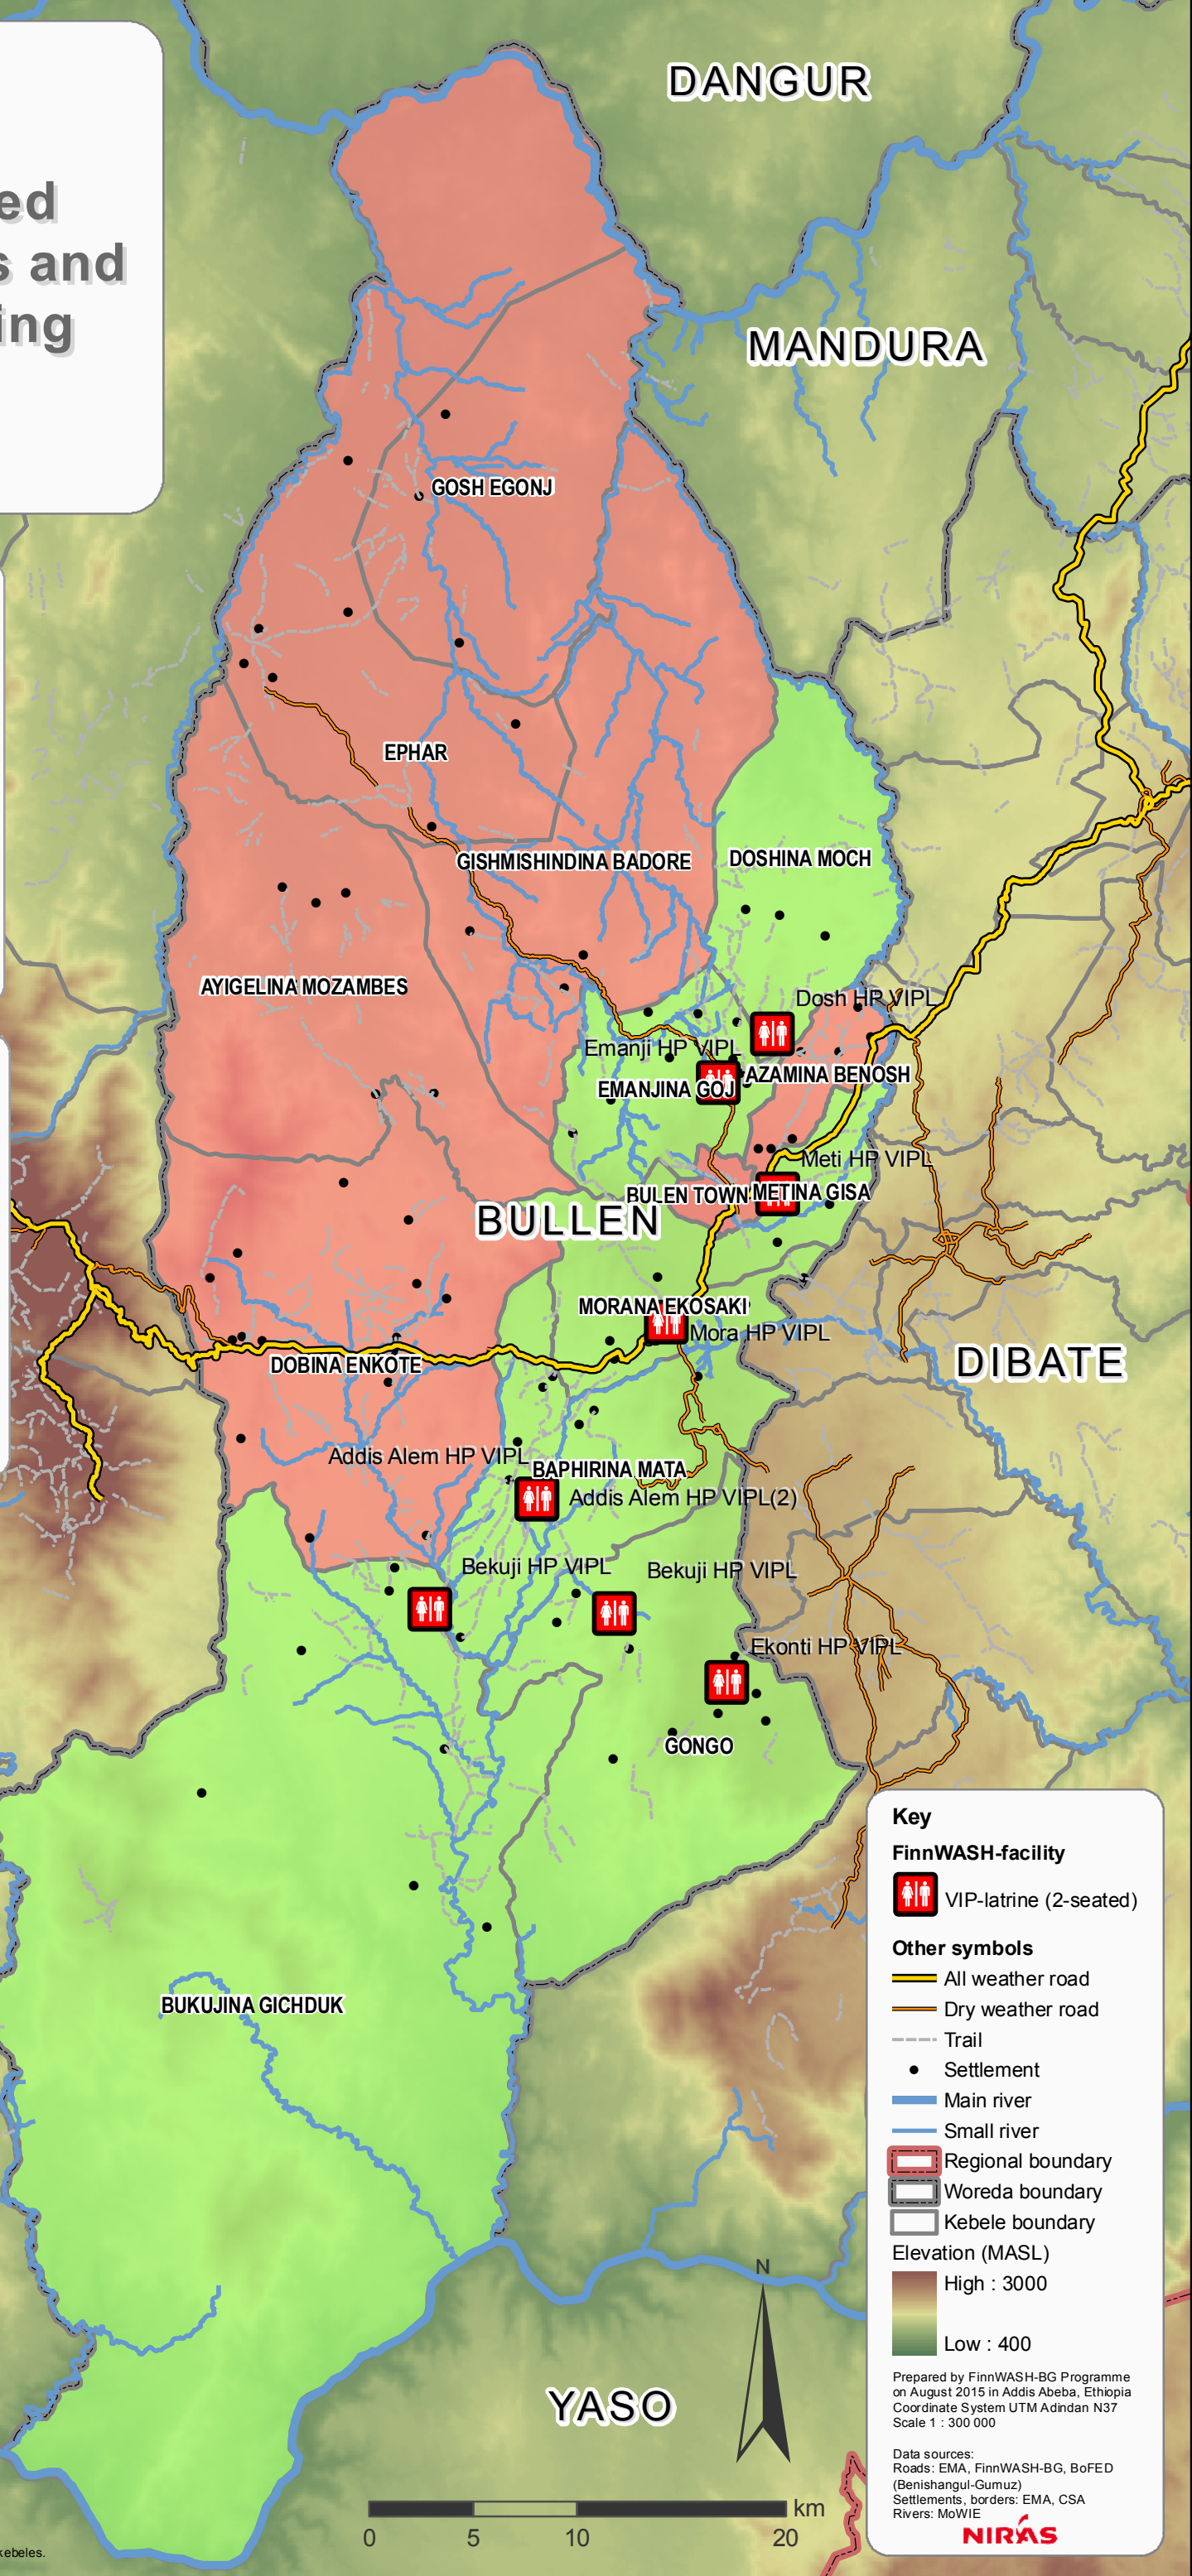 DANGUR
ed
s and
ing
MANDURA
GOSH EGONJ
EPHAR
GISHMISHINDINA BADORE
DOSHINA MOCH
AYIGELINA MOZAMBES
Dosh HP VIPL
Emanji HP VIPL
AZAMINA BENOSH
EMANJINA GOJ
Meti HP VIPL
BULEN TOWN
METINA GISA
BULLEN
MORANA EKOSAKI
Mora HP VIPL
DOBINA ENKOTE
DIBATE
Addis Alem HP VIPL
BAPHIRINA MATA
Addis Alem HP VIPL(2)
Bekuji HP VIPL
Bekuji HP VIPL
Ekonti HP VIPL
GONGO
BUKUJINA GICHDUK
YASO
N
km
0 5 10 20
kebeles.
Key
FinnWASH-facility
VIP-latrine (2-seated)
Other symbols
All weather road
Dry weather road
Trail
Settlement
Main river
Small river
Regional boundary
Woreda boundary
Kebele boundary
Elevation (MASL)
High : 3000
Low : 400
Prepared by FinnWASH-BG Programme
on August 2015 in Addis Abeba, Ethiopia
Coordinate System UTM Adindan N37
Scale 1 : 300 000
Data sources:
Roads: EMA, FinnWASH-BG, BoFED
(Benishangul-Gumuz)
Settlements, borders: EMA, CSA
Rivers: MoWIE
NIRAS